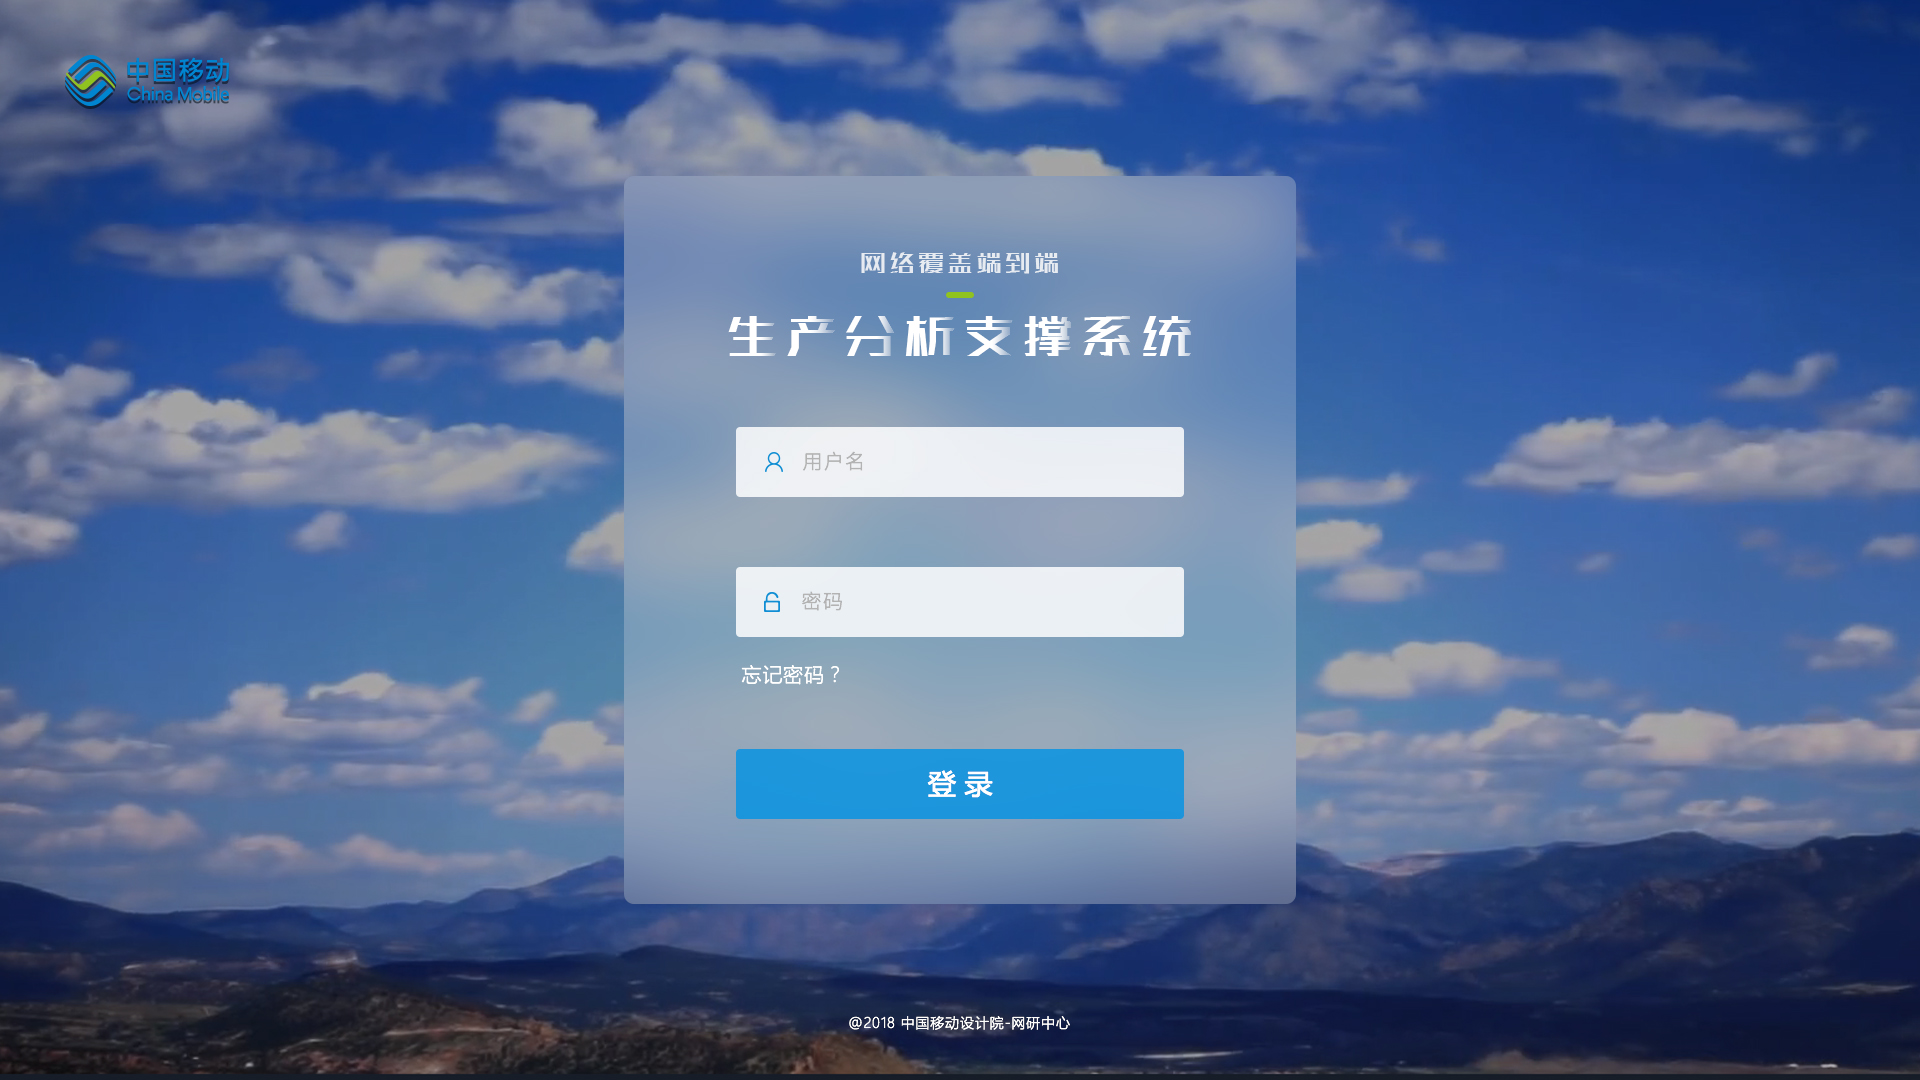 中国移动
China Mobile
网络覆盖端到端
生产分析支撑系统
用户名
密码
忘记密码？
登录
@2018 中国移动设计院-网研中心